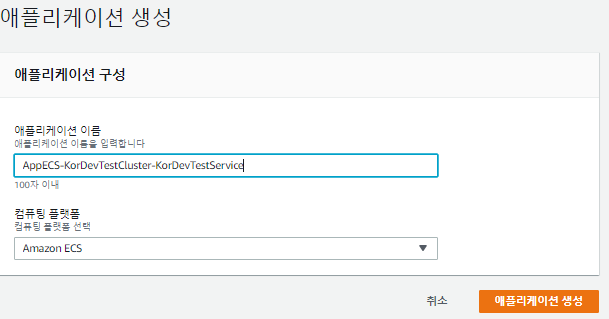 애플리케이션 생성
애플리케이션 구성
애플리케이션 이름
애플리케이션 이름을 입력합니다
AppECS-KorDevTestCluster-KorDevTestService
100자 이내
컴퓨팅 플랫폼
컴퓨팅 플랫폼 선택
Amazon ECS
취소
애플리케이션 생성